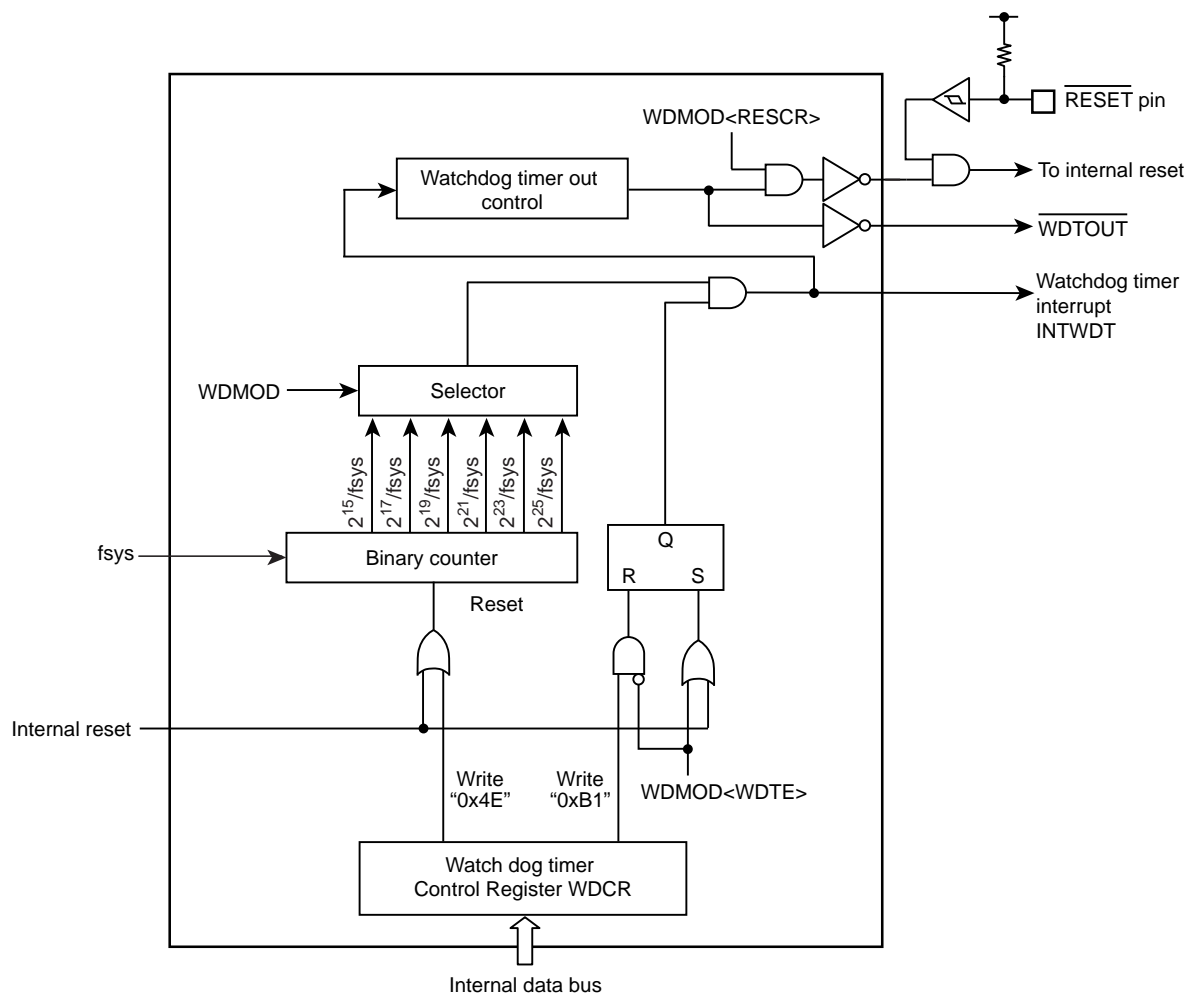 WDMOD<RESCR>
RESET pin
Watchdog timer out
control
To internal reset
WDTOUT
Watchdog timer
interrupt
INTWDT
WDMOD
Selector
2^15/fsys
2^17/fsys
2^19/fsys
2^21/fsys
2^23/fsys
2^25/fsys
fsys
Binary counter
Q
R S
Reset
Internal reset
Write
“0x4E”
Write
“0xB1”
WDMOD<WDTE>
Watch dog timer
Control Register WDCR
Internal data bus